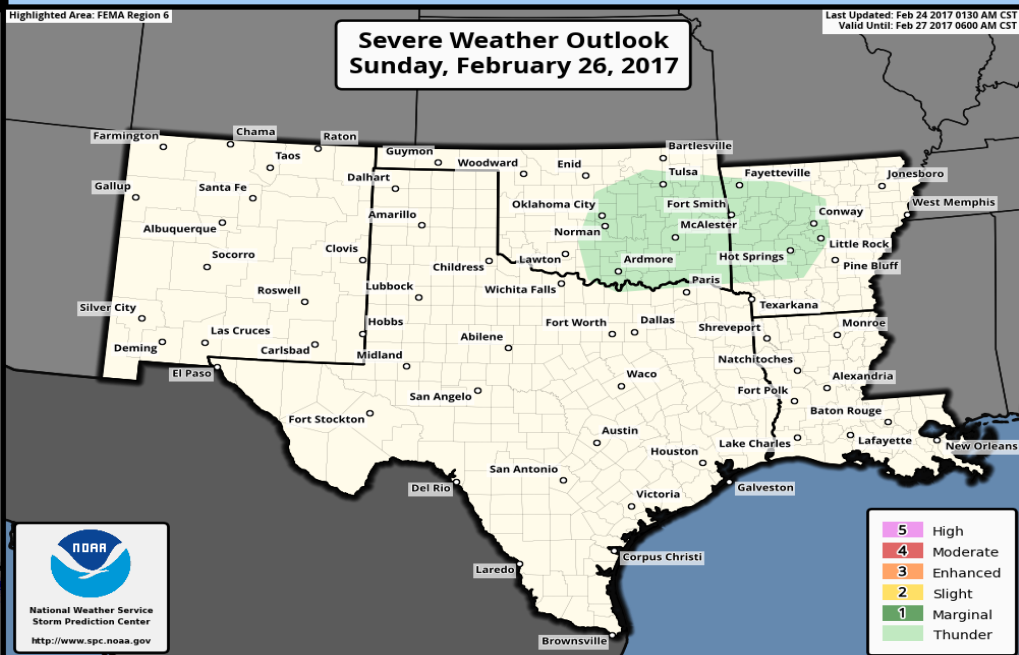 Highlighted Area: FEMA Region 6
Last Updated: Feb 24 2017 0130 AM CST
Valid Until: Feb 27 2017 0600 AM CST
Severe Weather Outlook
Sunday, February 26, 2017
Farmington
Chama
Raton
Taos
Guymon
Woodward
Enid
Bartlesville
Tulsa
Fayetteville
Jonesboro
Gallup
Santa Fe
Dalhart
Oklahoma City
Fort Smith
Conway
West Memphis
Albuquerque
Amarillo
Norman
McAlester
Little Rock
Socorro
Clovis
Childress
Lawton
Ardmore
Hot Springs
Pine Bluff
Roswell
Lubbock
Wichita Falls
Paris
Texarkana
Silver City
Las Cruces
Hobbs
Abilene
Fort Worth
Dallas
Shreveport
Monroe
Deming
Carlsbad
Midland
Natchitoches
El Paso
San Angelo
Waco
Fort Polk
Alexandria
Fort Stockton
Austin
Houston
Lake Charles
Baton Rouge
Lafayette
New Orleans
Del Rio
San Antonio
Victoria
Galveston
Laredo
Corpus Christi
Brownsville
NOAA
National Weather Service
Storm Prediction Center
http://www.spc.noaa.gov
5 High
4 Moderate
3 Enhanced
2 Slight
1 Marginal
Thunder